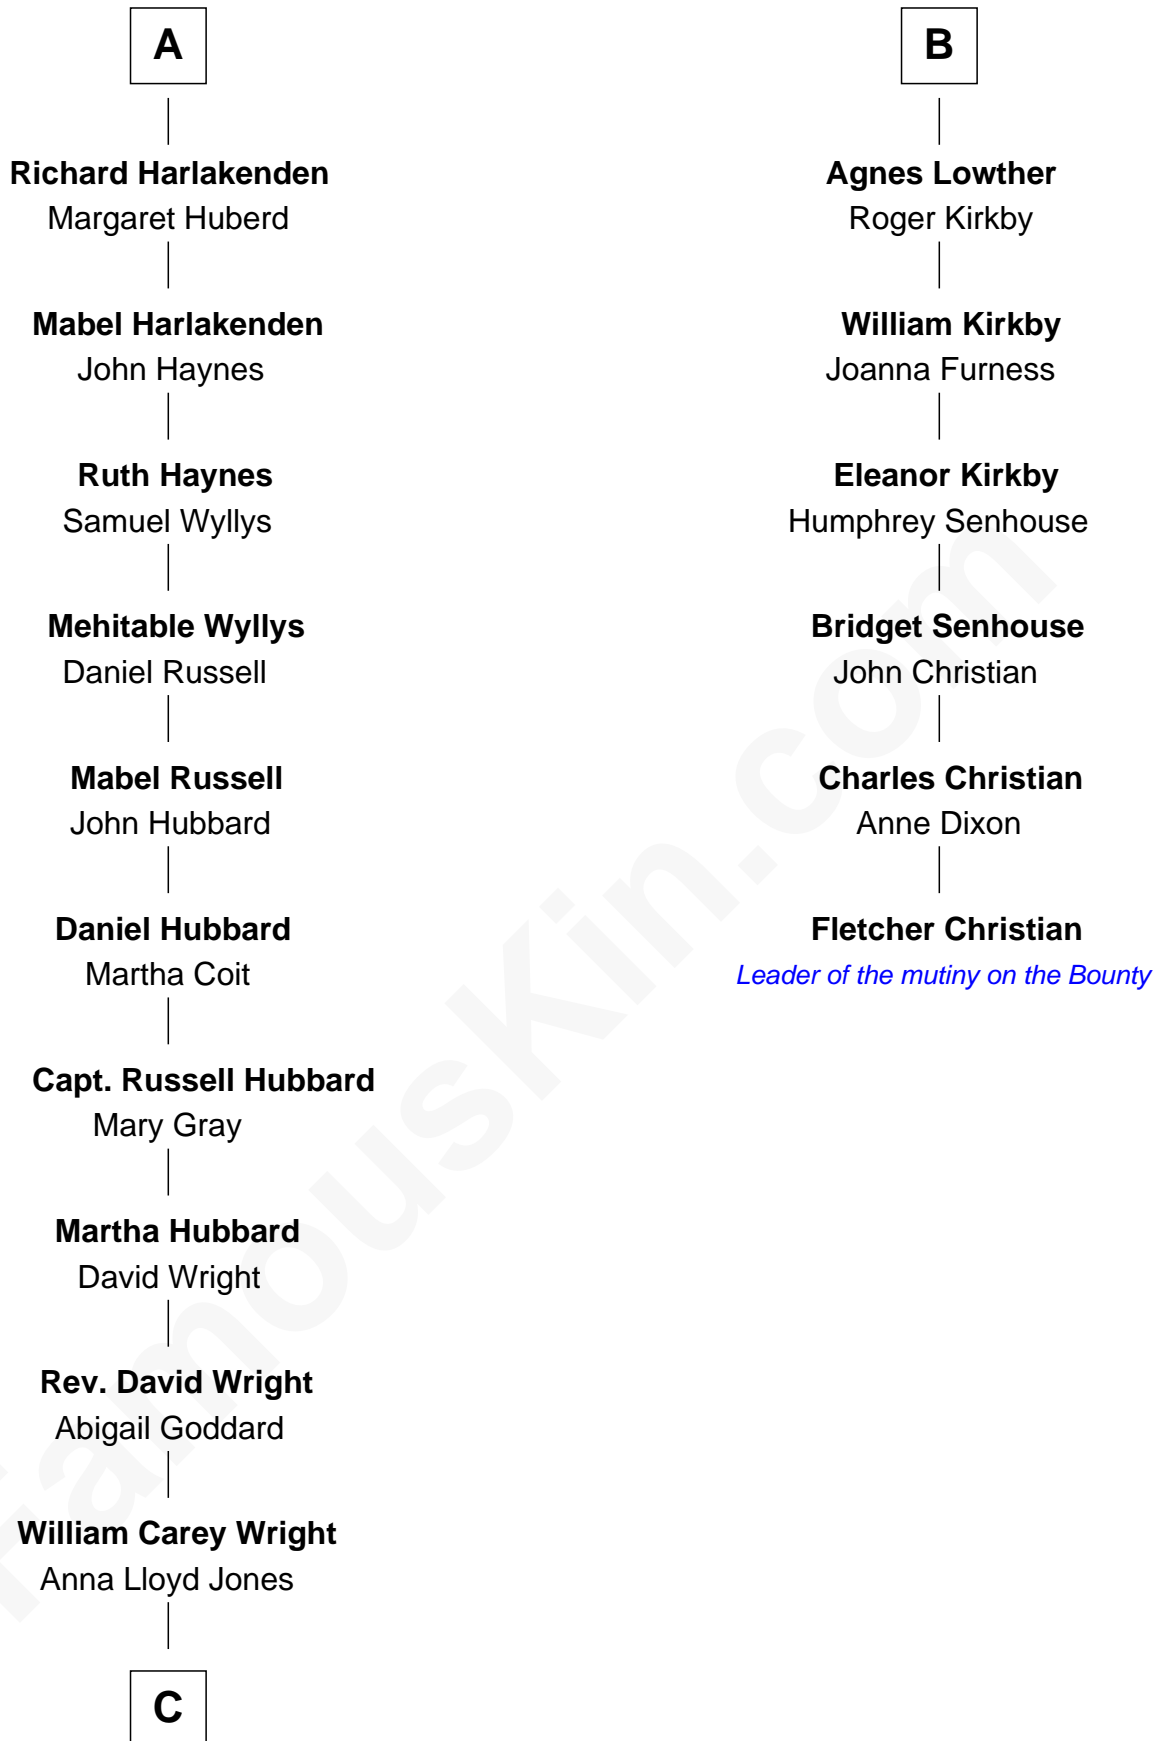 A
Richard Harlakenden
Margaret Huberd
Mabel Harlakenden
John Haynes
Ruth Haynes
Samuel Wyllys
Mehitable Wyllys
Daniel Russell
Mabel Russell
John Hubbard
Daniel Hubbard
Martha Coit
Capt. Russell Hubbard
Mary Gray
Martha Hubbard
David Wright
Rev. David Wright
Abigail Goddard
William Carey Wright
Anna Lloyd Jones
C
B
Agnes Lowther
Roger Kirkby
William Kirkby
Joanna Furness
Eleanor Kirkby
Humphrey Senhouse
Bridget Senhouse
John Christian
Charles Christian
Anne Dixon
Fletcher Christian
Leader of the mutiny on the Bounty
FamousKin.com